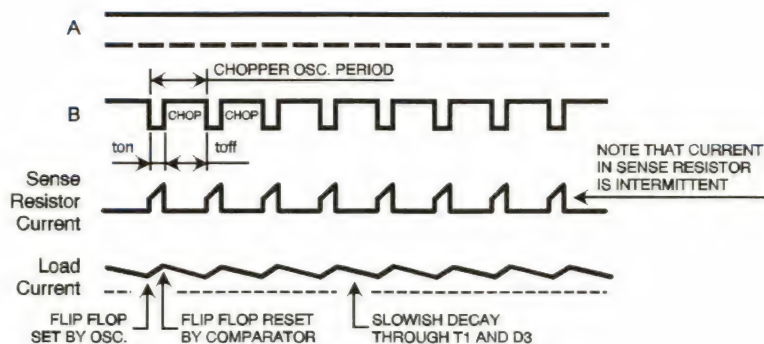 A
CHOPPER OSC. PERIOD
B
CHOP
CHOP
ton
toff
NOTE THAT CURRENT
IN SENSE RESISTOR
IS INTERMITTENT
Sense
Resistor
Current
Load
Current
FLIP FLOP
SET BY OSC.
FLIP FLOP RESET
BY COMPARATOR
SLOWISH DECAY
THROUGH T1 AND D3